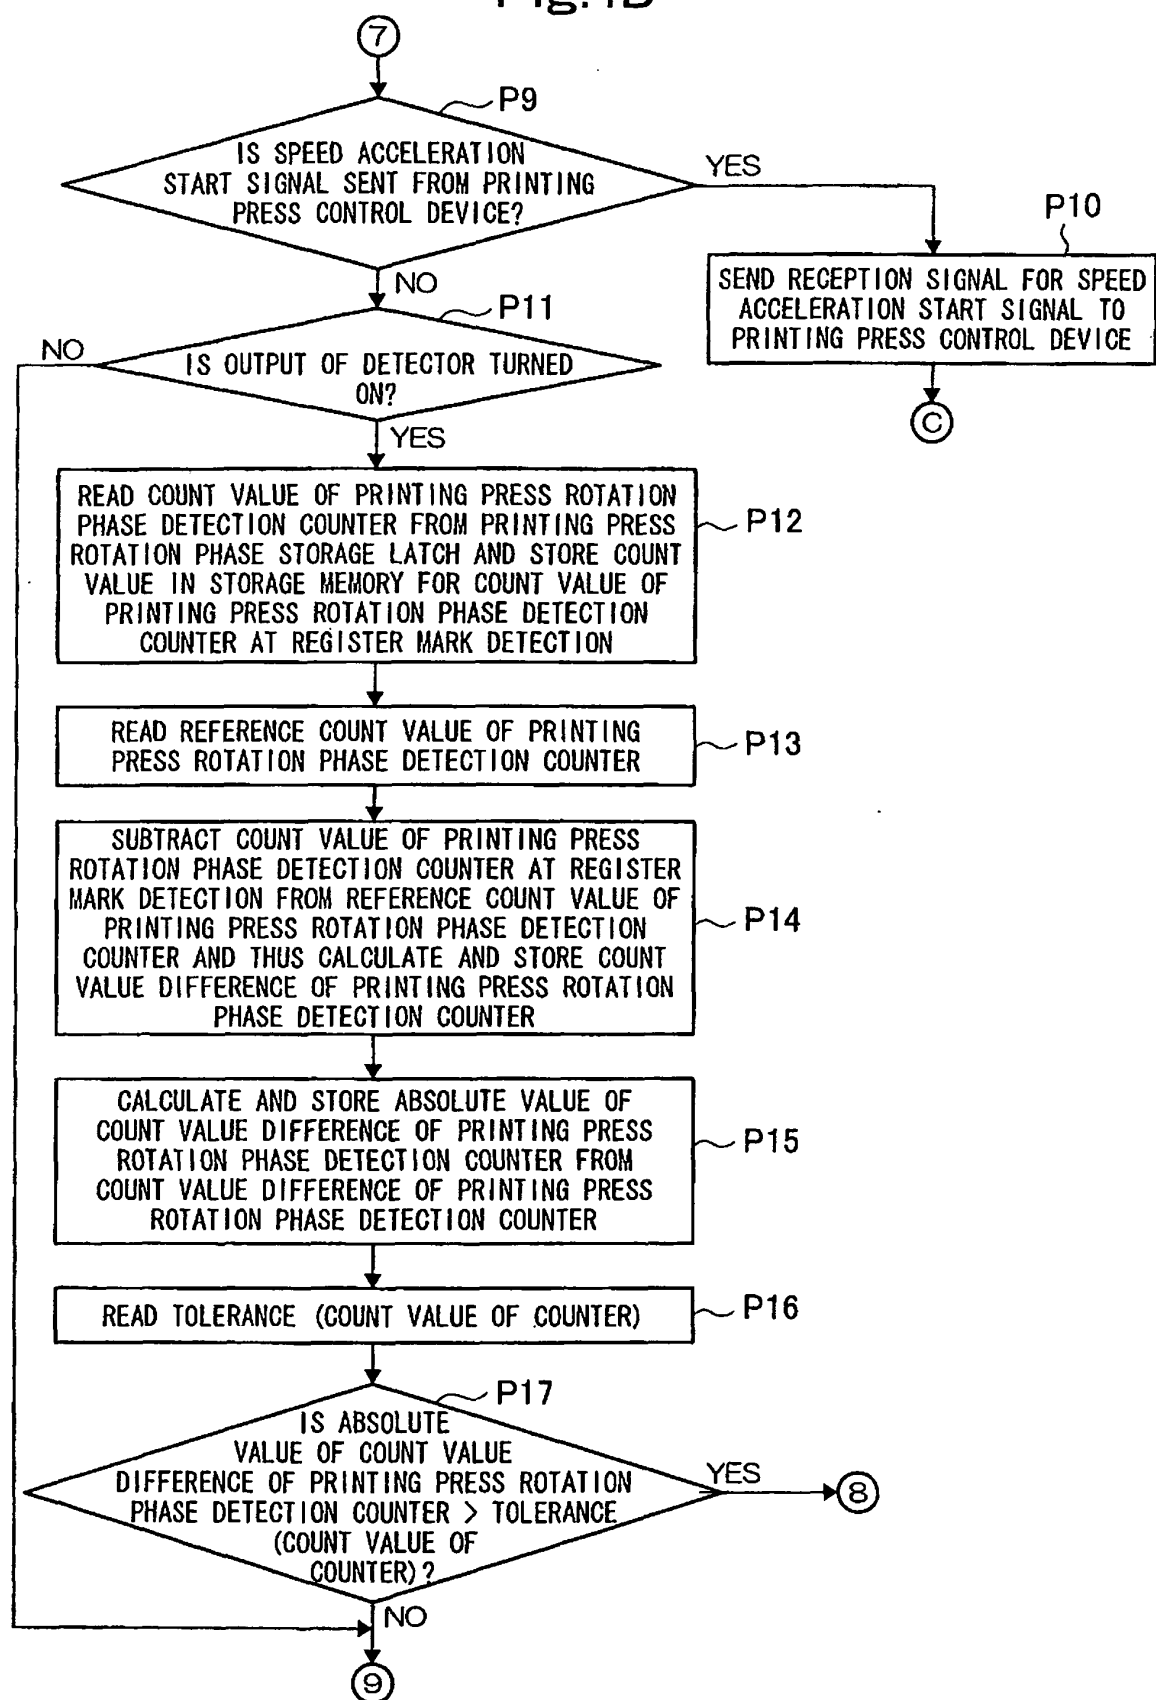 7
P9
IS SPEED ACCELERATION
START SIGNAL SENT FROM PRINTING
PRESS CONTROL DEVICE?
YES
P10
SEND RECEPTION SIGNAL FOR SPEED
ACCELERATION START SIGNAL TO
PRINTING PRESS CONTROL DEVICE
C
NO
P11
NO
IS OUTPUT OF DETECTOR TURNED
ON?
YES
READ COUNT VALUE OF PRINTING PRESS ROTATION
PHASE DETECTION COUNTER FROM PRINTING PRESS
ROTATION PHASE STORAGE LATCH AND STORE COUNT
VALUE IN STORAGE MEMORY FOR COUNT VALUE OF
PRINTING PRESS ROTATION PHASE DETECTION
COUNTER AT REGISTER MARK DETECTION
P12
READ REFERENCE COUNT VALUE OF PRINTING
PRESS ROTATION PHASE DETECTION COUNTER
P13
SUBTRACT COUNT VALUE OF PRINTING PRESS
ROTATION PHASE DETECTION COUNTER AT REGISTER
MARK DETECTION FROM REFERENCE COUNT VALUE OF
PRINTING PRESS ROTATION PHASE DETECTION
COUNTER AND THUS CALCULATE AND STORE COUNT
VALUE DIFFERENCE OF PRINTING PRESS ROTATION
PHASE DETECTION COUNTER
P14
CALCULATE AND STORE ABSOLUTE VALUE OF
COUNT VALUE DIFFERENCE OF PRINTING PRESS
ROTATION PHASE DETECTION COUNTER FROM
COUNT VALUE DIFFERENCE OF PRINTING PRESS
ROTATION PHASE DETECTION COUNTER
P15
READ TOLERANCE (COUNT VALUE OF COUNTER)
P16
P17
IS ABSOLUTE
VALUE OF COUNT VALUE
DIFFERENCE OF PRINTING PRESS ROTATION
PHASE DETECTION COUNTER > TOLERANCE
(COUNT VALUE OF
COUNTER)?
YES
8
NO
9